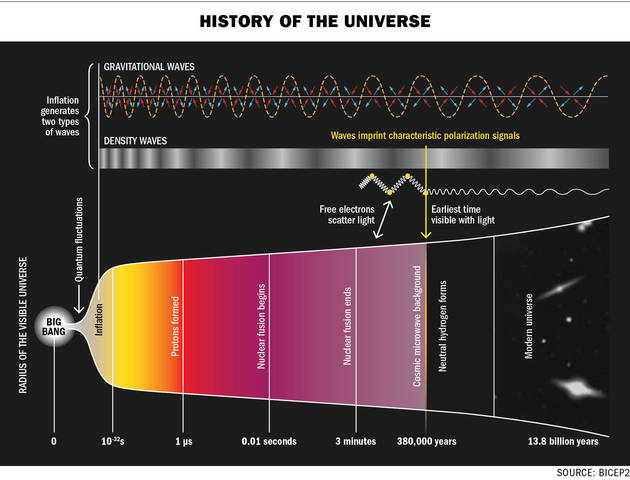 HISTORY OF THE UNIVERSE
GRAVITATIONAL WAVES
Inflation
generates
two types
of waves
Waves imprint characteristic polarization signals
DENSITY WAVES
Free electrons
scatter light
Earliest time
visible with light
RADIUS OF THE VISIBLE UNIVERSE
Quantum fluctuations
BIG
BANG
Inflation
Protons formed
Nuclear fusion begins
Nuclear fusion ends
Cosmic microwave background
Neutral hydrogen forms
Modern universe
0
10⁻³²s
1 µs
0.01 seconds
3 minutes
380,000 years
13.8 billion years
SOURCE: BICEP2